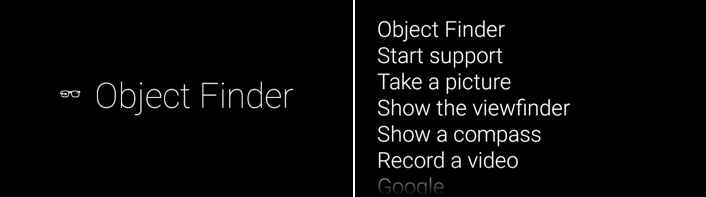 Object Finder
Object Finder
Start support
Take a picture
Show the viewfinder
Show a compass
Record a video
Google